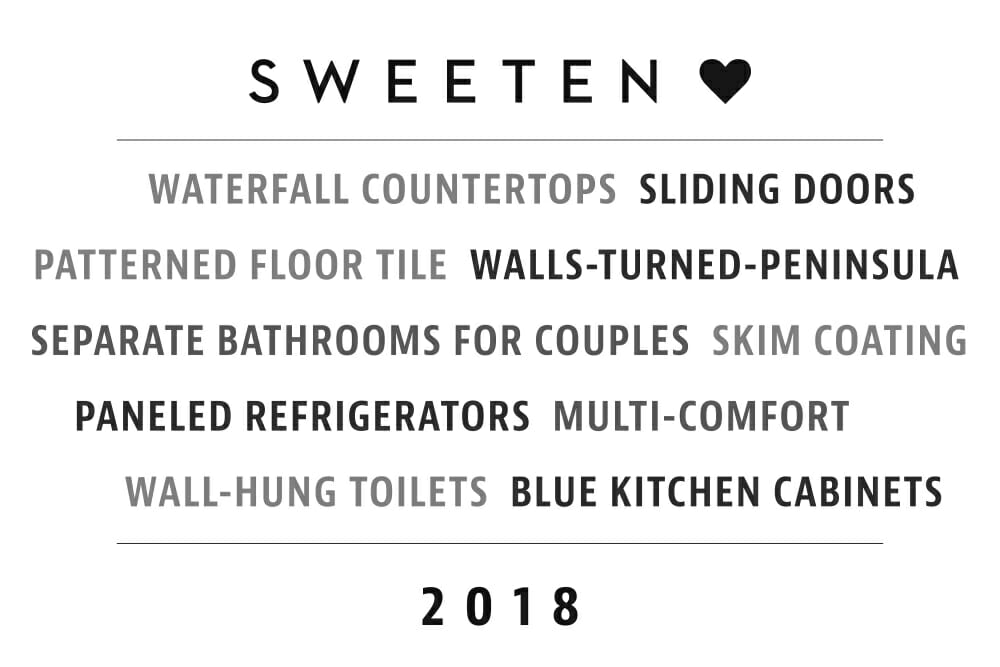 SWEETEN ♥
WATERFALL COUNTERTOPS SLIDING DOORS
PATTERNED FLOOR TILE WALLS-TURNED-PENINSULA
SEPARATE BATHROOMS FOR COUPLES SKIM COATING
PANELED REFRIGERATORS MULTI-COMFORT
WALL-HUNG TOILETS BLUE KITCHEN CABINETS
2018